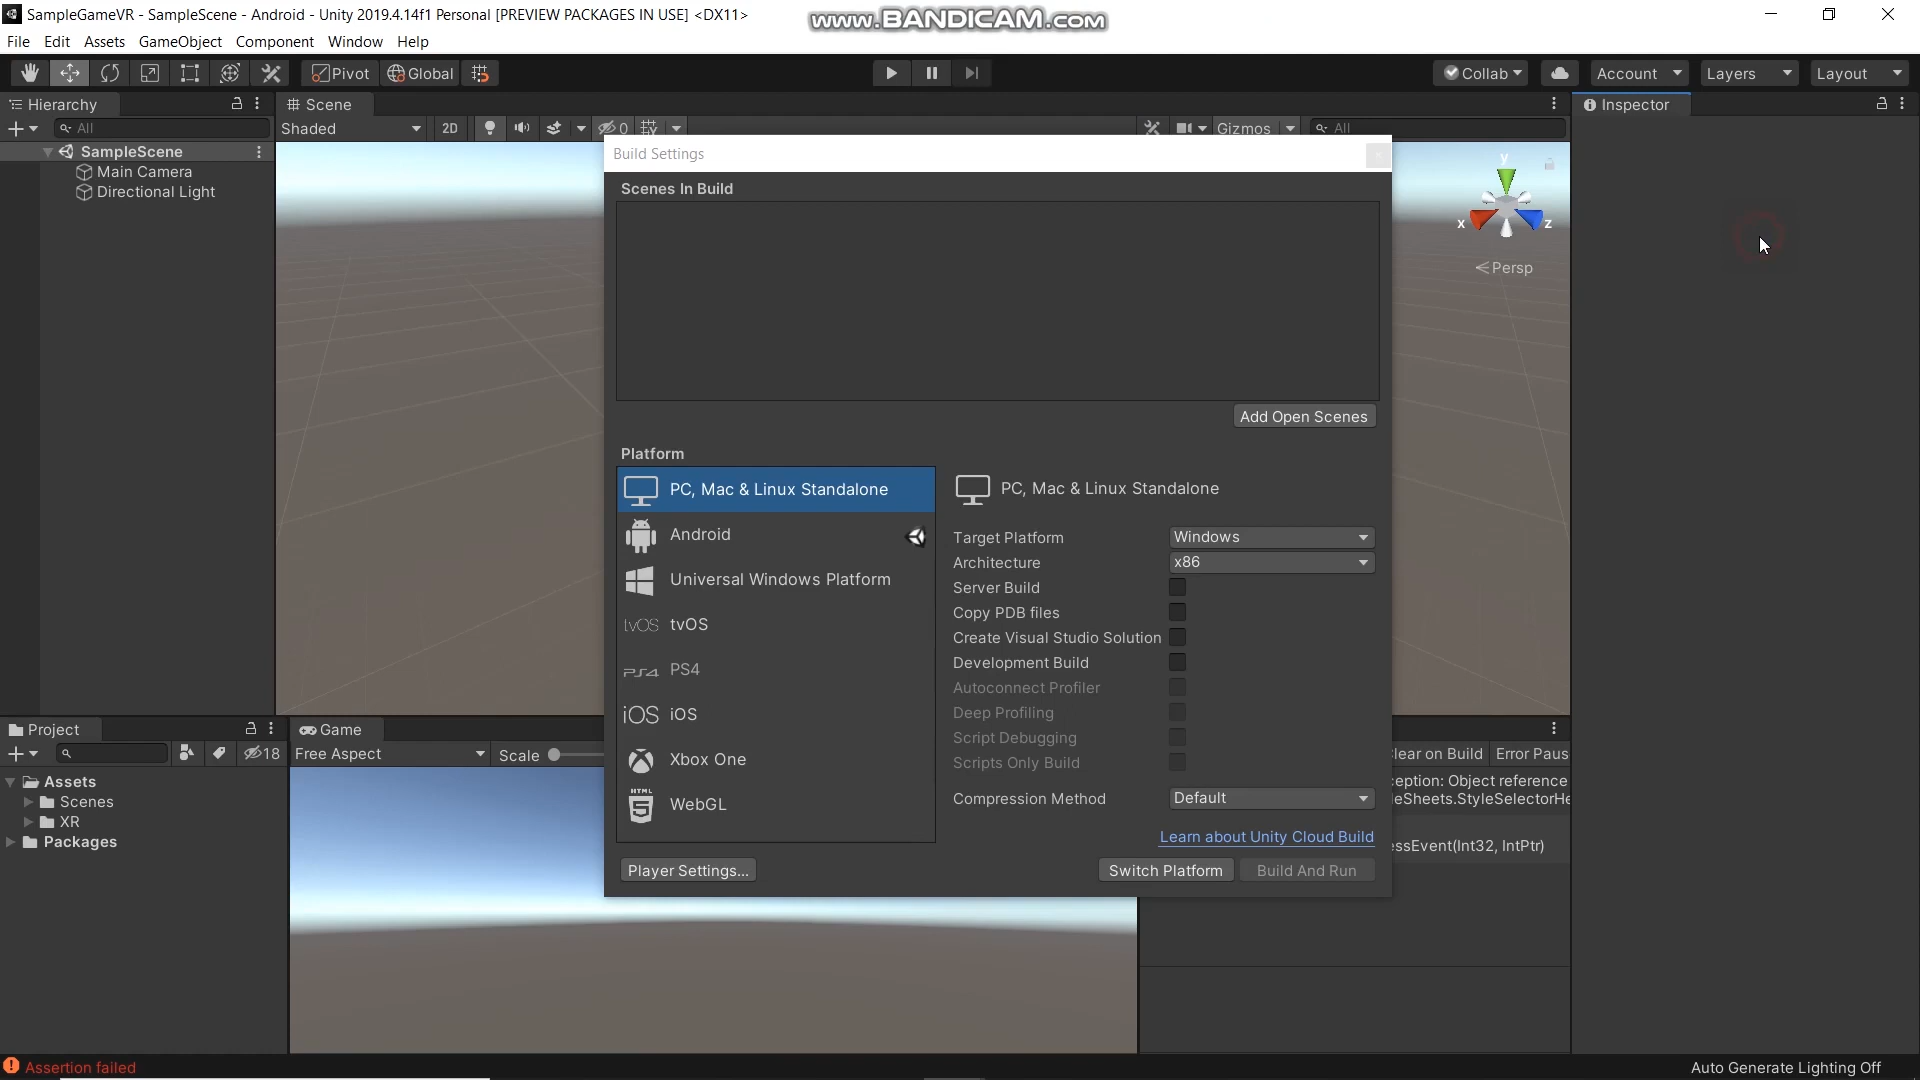 SampleGameVR - SampleScene - Android - Unity 2019.4.14f1 Personal [PREVIEW PACKAGES IN USE] <DX11>
www.BANDICAM.com
File Edit Assets GameObject Component Window Help
Pivot Global
Collab Account Layers Layout
Hierarchy
Scene
Inspector
All
Shaded 2D 0 Gizmos All
SampleScene
Main Camera
Directional Light
y
x z
Persp
Build Settings
Scenes In Build
Add Open Scenes
Platform
PC, Mac & Linux Standalone
Android
Universal Windows Platform
tvOS tvOS
PS4 PS4
iOS iOS
Xbox One
HTML 5 WebGL
PC, Mac & Linux Standalone
Target Platform Windows
Architecture x86
Server Build
Copy PDB files
Create Visual Studio Solution
Development Build
Autoconnect Profiler
Deep Profiling
Script Debugging
Scripts Only Build
Compression Method Default
Learn about Unity Cloud Build
Player Settings...
Switch Platform
Build And Run
Project
18
Assets
Scenes
XR
Packages
Game
Free Aspect Scale
lear on Build Error Paus
eption: Object reference
eSheets.StyleSelectorHe
essEvent(Int32, IntPtr)
Assertion failed
Auto Generate Lighting Off